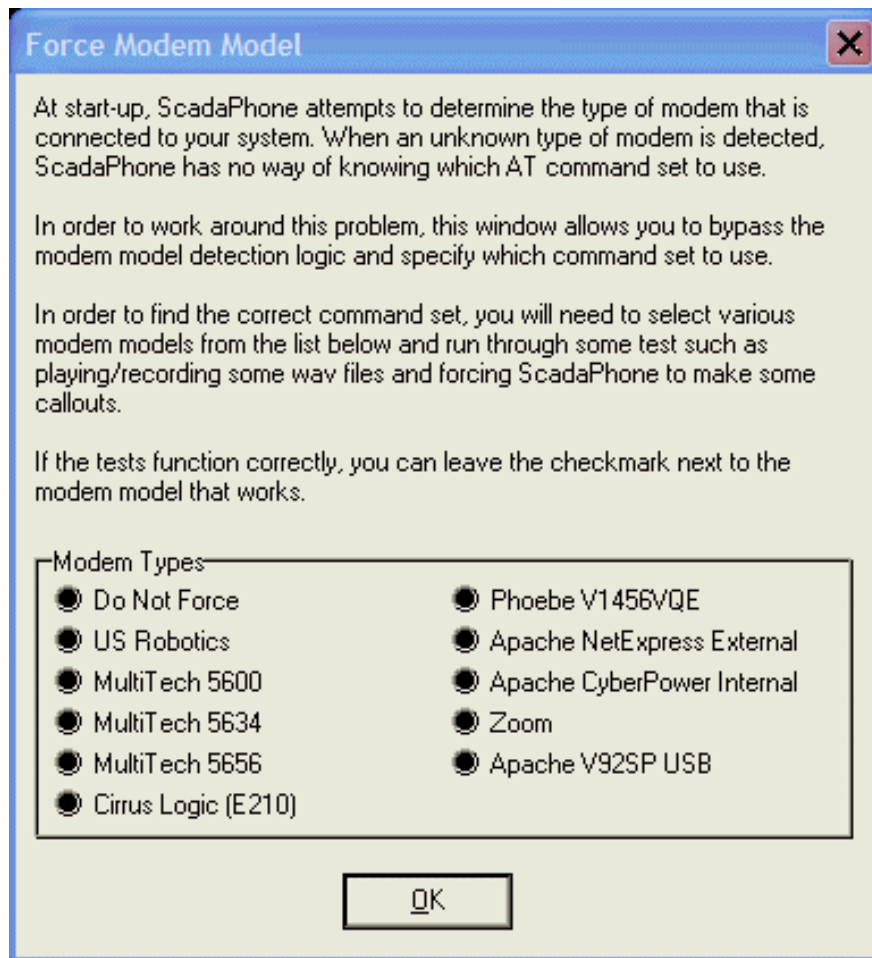 Force Modem Model
At start-up, ScadaPhone attempts to determine the type of modem that is
connected to your system. When an unknown type of modem is detected,
ScadaPhone has no way of knowing which AT command set to use.
In order to work around this problem, this window allows you to bypass the
modem model detection logic and specify which command set to use.
In order to find the correct command set, you will need to select various
modem models from the list below and run through some test such as
playing/recording some wav files and forcing ScadaPhone to make some
callouts.
If the tests function correctly, you can leave the checkmark next to the
modem model that works.
Modem Types
Do Not Force
US Robotics
MultiTech 5600
MultiTech 5634
MultiTech 5656
Cirrus Logic (E210)
Phoebe V1456VQE
Apache NetExpress External
Apache CyberPower Internal
Zoom
Apache V92SP USB
OK